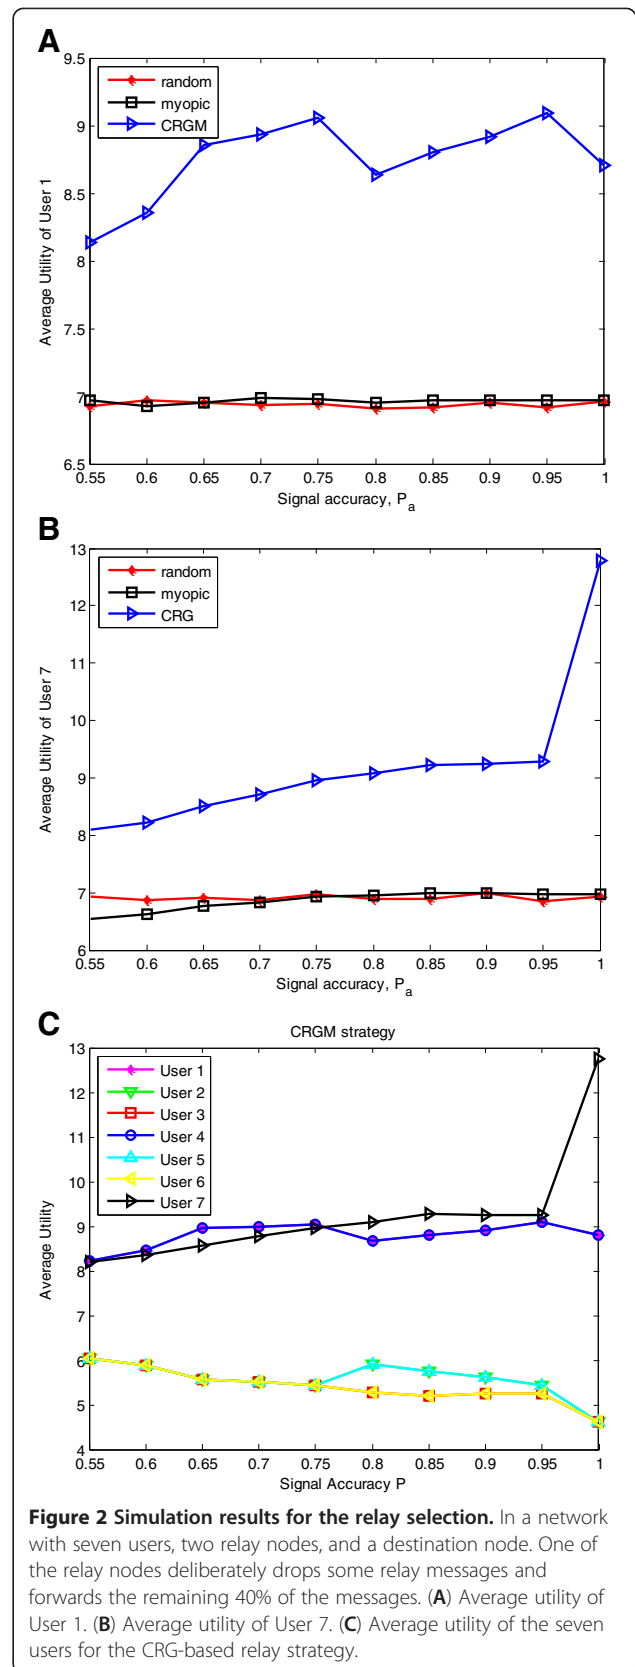 A
9.5
random
myopic
CRGM
9
8.5
8
7.5
7
6.5
Average Utility of User 1
0.55 0.6 0.65 0.7 0.75 0.8 0.85 0.9 0.95 1
Signal accuracy, P_a
B
13
random
myopic
CRG
12
11
10
9
8
7
6
Average Utility of User 7
0.55 0.6 0.65 0.7 0.75 0.8 0.85 0.9 0.95 1
Signal accuracy, P_a
C
CRGM strategy
13
User 1
User 2
User 3
User 4
User 5
User 6
User 7
12
11
10
9
8
7
6
5
4
Average Utility
0.55 0.6 0.65 0.7 0.75 0.8 0.85 0.9 0.95 1
Signal Accuracy P
Figure 2 Simulation results for the relay selection. In a network
with seven users, two relay nodes, and a destination node. One of
the relay nodes deliberately drops some relay messages and
forwards the remaining 40% of the messages. (A) Average utility of
User 1. (B) Average utility of User 7. (C) Average utility of the seven
users for the CRG-based relay strategy.